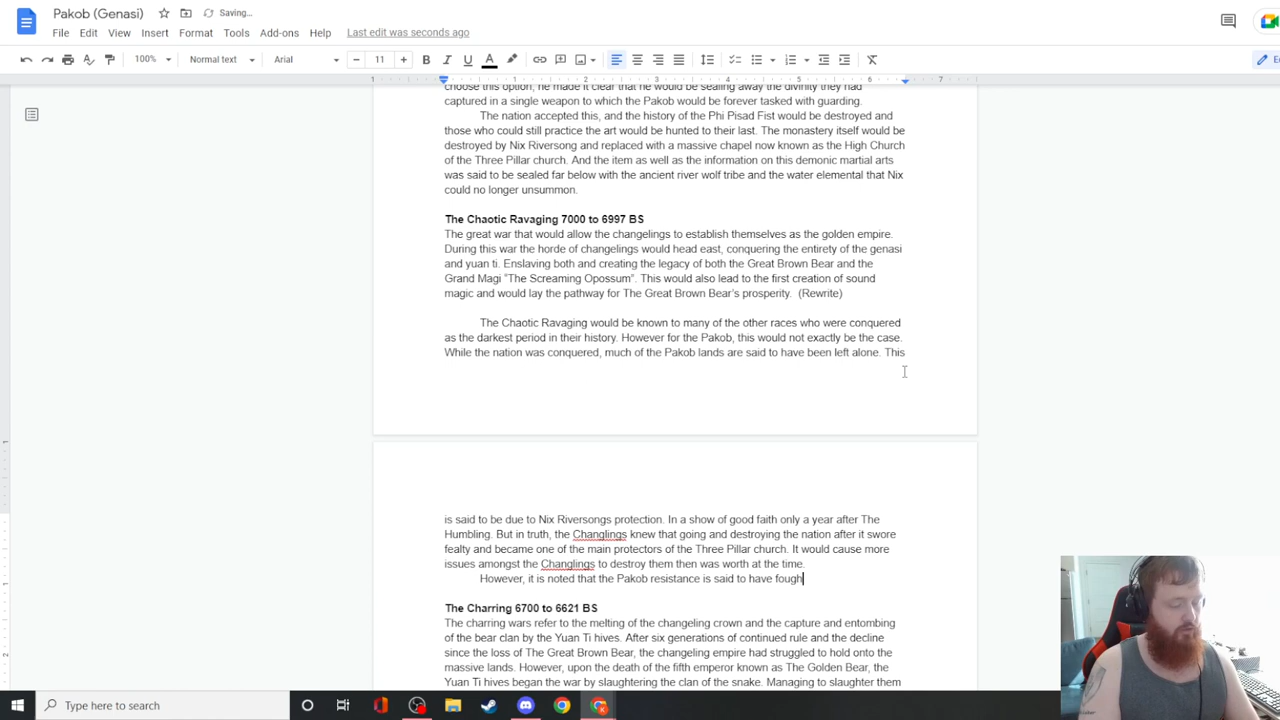 Pakob (Genasi)
Saving…
File Edit View Insert Format Tools Add-ons Help Last edit was seconds ago
100% Normal text Arial 11
1 1 2 3 4 5 6 7
choose this option, he made it clear that he would be sealing away the divinity they had
captured in a single weapon to which the Pakob would be forever tasked with guarding.
The nation accepted this, and the history of the Phi Pisad Fist would be destroyed and
those who could still practice the art would be hunted to their last. The monastery itself would be
destroyed by Nix Riversong and replaced with a massive chapel now known as the High Church
of the Three Pillar church. And the item as well as the information on this demonic martial arts
was said to be sealed far below with the ancient river wolf tribe and the water elemental that Nix
could no longer unsummon.
The Chaotic Ravaging 7000 to 6997 BS
The great war that would allow the changelings to establish themselves as the golden empire.
During this war the horde of changelings would head east, conquering the entirety of the genasi
and yuan ti. Enslaving both and creating the legacy of both the Great Brown Bear and the
Grand Magi "The Screaming Opossum". This would also lead to the first creation of sound
magic and would lay the pathway for The Great Brown Bear's prosperity. (Rewrite)
The Chaotic Ravaging would be known to many of the other races who were conquered
as the darkest period in their history. However for the Pakob, this would not exactly be the case.
While the nation was conquered, much of the Pakob lands are said to have been left alone. This
is said to be due to Nix Riversongs protection. In a show of good faith only a year after The
Humbling. But in truth, the Changlings knew that going and destroying the nation after it swore
fealty and became one of the main protectors of the Three Pillar church. It would cause more
issues amongst the Changlings to destroy them then was worth at the time.
However, it is noted that the Pakob resistance is said to have fough
The Charring 6700 to 6621 BS
The charring wars refer to the melting of the changeling crown and the capture and entombing
of the bear clan by the Yuan Ti hives. After six generations of continued rule and the decline
since the loss of The Great Brown Bear, the changeling empire had struggled to hold onto the
massive lands. However, upon the death of the fifth emperor known as The Golden Bear, the
Yuan Ti hives began the war by slaughtering the clan of the snake. Managing to slaughter them
Type here to search